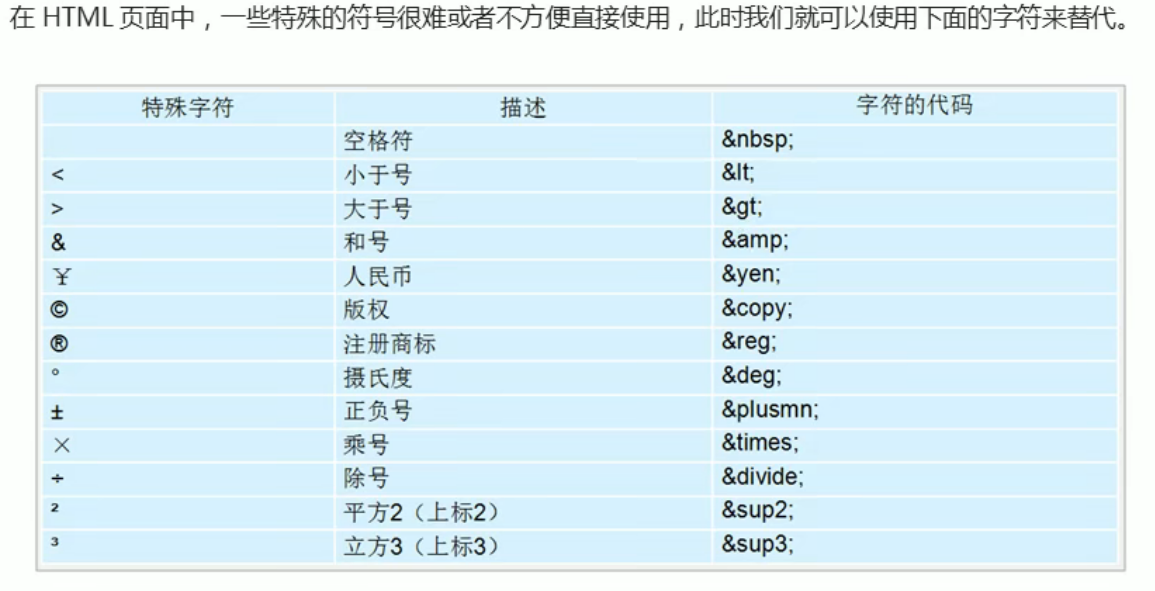 在 HTML 页面中，一些特殊的符号很难或者不方便直接使用，此时我们就可以使用下面的字符来替代。
特殊字符 描述 字符的代码
空格符 &nbsp;
< 小于号 &lt;
> 大于号 &gt;
& 和号 &amp;
¥ 人民币 &yen;
© 版权 &copy;
® 注册商标 &reg;
° 摄氏度 &deg;
± 正负号 &plusmn;
× 乘号 &times;
÷ 除号 &divide;
² 平方2（上标2） &sup2;
³ 立方3（上标3） &sup3;